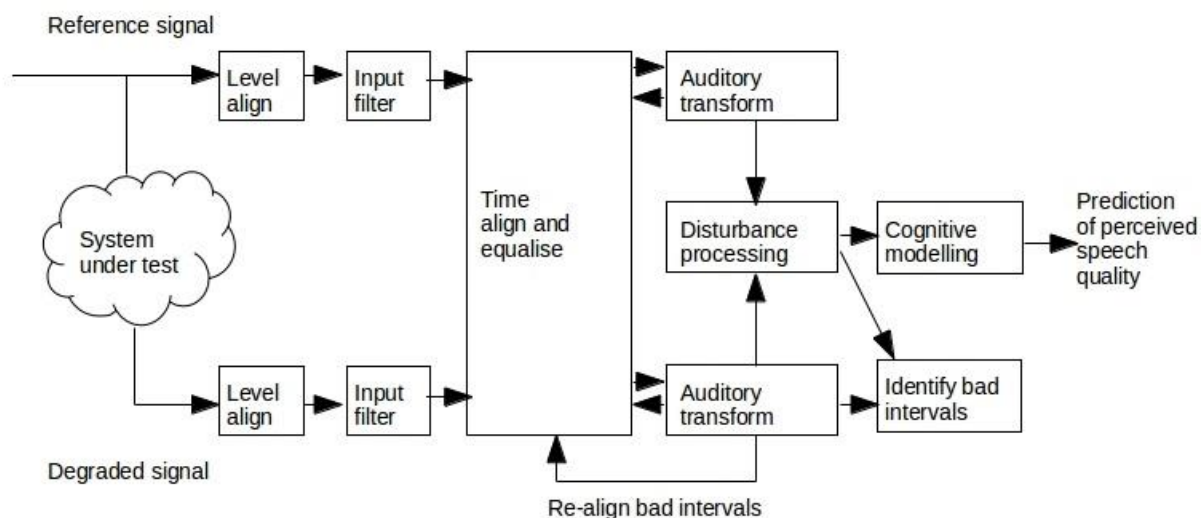 Reference signal
Level
align
Input
filter
Auditory
transform
Time
align and
equalise
System
under test
Disturbance
processing
Cognitive
modelling
Prediction
of perceived
speech
quality
Level
align
Input
filter
Auditory
transform
Identify bad
intervals
Degraded signal
Re-align bad intervals